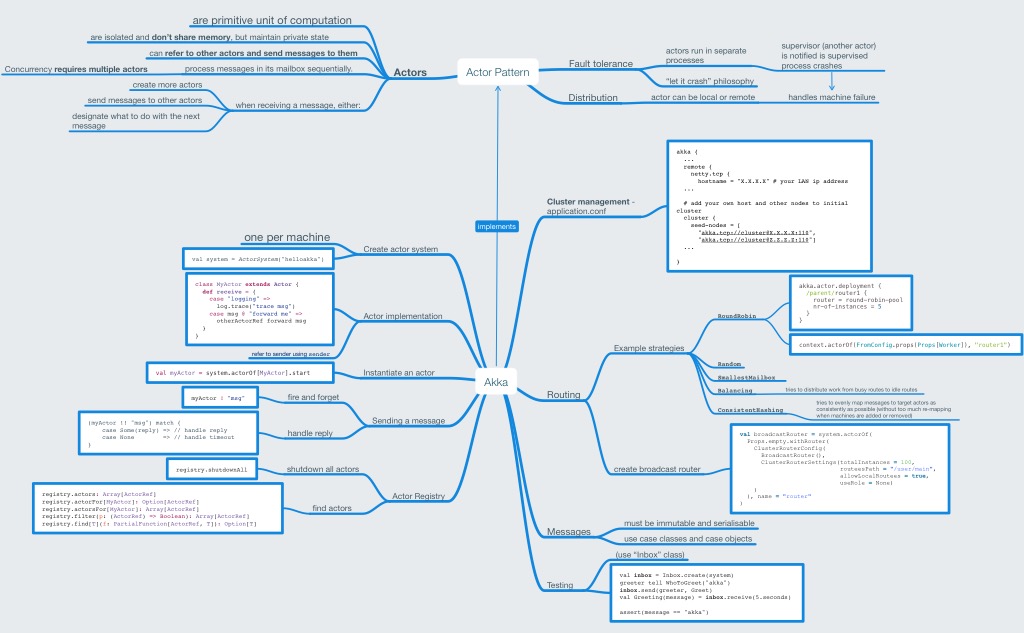 are primitive unit of computation
are isolated and don't share memory, but maintain private state
can refer to other actors and send messages to them
Concurrency requires multiple actors
process messages in its mailbox sequentially.
create more actors
send messages to other actors
designate what to do with the next
message
when receiving a message, either:
Actors
Actor Pattern
Fault tolerance
actors run in separate
processes
supervisor (another actor)
is notified is supervised
process crashes
"let it crash" philosophy
Distribution
actor can be local or remote
handles machine failure
implements
Cluster management -
application.conf
akka {
...
remote {
netty.tcp {
hostname = "X.X.X.X" # your LAN ip address
...
# add your own host and other nodes to initial
cluster
cluster {
seed-nodes = [
...
}
one per machine
Create actor system
val system = ActorSystem("helloakka")
class MyActor extends Actor {
def receive = {
case "logging" =>
log.trace("trace msg")
case msg @ "forward me" =>
otherActorRef forward msg
}
}
Actor implementation
refer to sender using sender
val myActor = system.actorOf[MyActor].start
Instantiate an actor
Akka
myActor ! "msg"
fire and forget
Sending a message
(myActor !! "msg") match {
case Some(reply) => // handle reply
case None => // handle timeout
}
handle reply
registry.shutdownAll
shutdown all actors
Actor Registry
registry.actors: Array[ActorRef]
registry.actorFor[MyActor]: Option[ActorRef]
registry.actorsFor[MyActor]: Array[ActorRef]
registry.filter(p: (ActorRef) => Boolean): Array[ActorRef]
registry.find[T](f: PartialFunction[ActorRef, T]): Option[T]
find actors
Routing
Example strategies
RoundRobin
akka.actor.deployment {
/parent/router1 {
router = round-robin-pool
nr-of-instances = 5
}
}
context.actorOf(FromConfig.props(Props[Worker]), "router1")
Random
SmallestMailbox
Balancing
tries to distribute work from busy routes to idle routes
ConsistentHashing
tries to evenly map messages to target actors as
consistently as possible (without too much re-mapping
when machines are added or removed)
create broadcast router
val broadcastRouter = system.actorOf(
Props.empty.withRouter(
ClusterRouterConfig(
BroadcastRouter(),
ClusterRouterSettings(totalInstances = 100,
routeesPath = "/user/main",
allowLocalRoutees = true,
useRole = None)
)
), name = "router"
)
Messages
must be immutable and serialisable
use case classes and case objects
Testing
(use "Inbox" class)
val inbox = Inbox.create(system)
greeter tell WhoToGreet("akka")
inbox.send(greeter, Greet)
val Greeting(message) = inbox.receive(5.seconds)
assert(message == "akka")